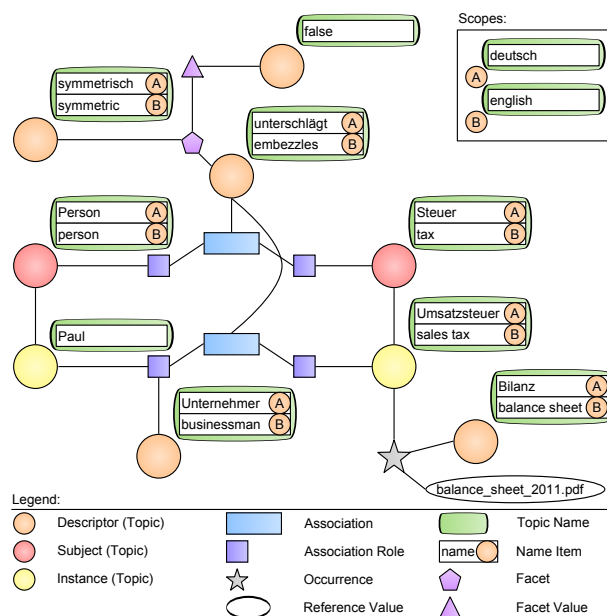 false
Scopes:
deutsch
A
english
B
symmetrisch A
symmetric B
unterschlägt A
embezzles B
Person A
person B
Steuer A
tax B
Paul
Umsatzsteuer A
sales tax B
Unternehmer A
businessman B
Bilanz A
balance sheet B
balance_sheet_2011.pdf
Legend:
Descriptor (Topic)
Association
Topic Name
Subject (Topic)
Association Role
name
Name Item
Instance (Topic)
Occurrence
Facet
Reference Value
Facet Value